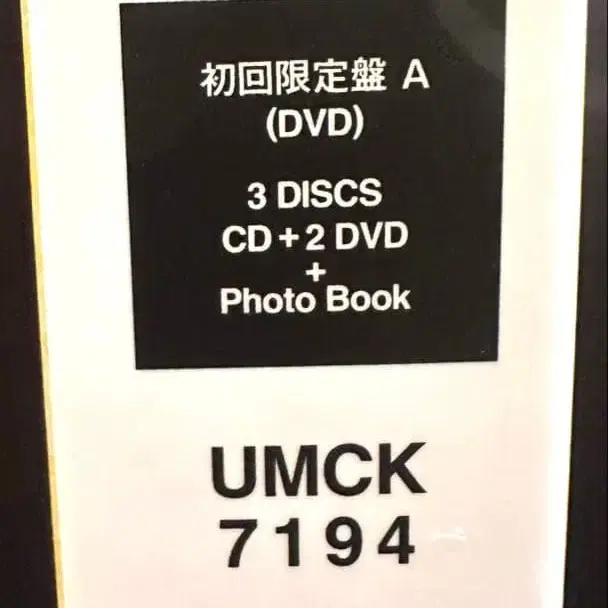 初回限定盤 A
(DVD)
3 DISCS
CD + 2 DVD
+
Photo Book
UMCK
7194